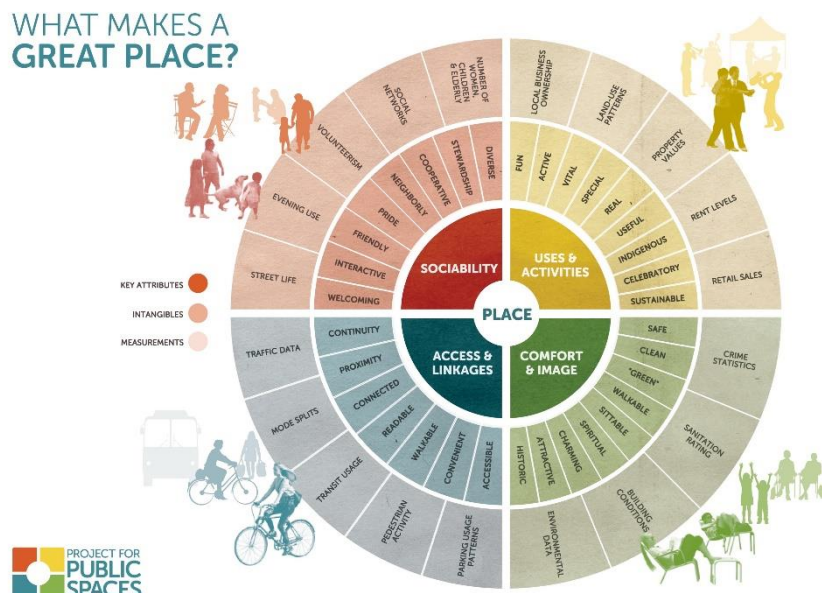 WHAT MAKES A
GREAT PLACE?
KEY ATTRIBUTES
INTANGIBLES
MEASUREMENTS
PLACE
SOCIABILITY
DIVERSE
STEWARDSHIP
COOPERATIVE
NEIGHBORLY
PRIDE
FRIENDLY
INTERACTIVE
WELCOMING
NUMBER OF
WOMEN,
CHILDREN
& ELDERLY
SOCIAL
NETWORKS
VOLUNTEERISM
EVENING USE
STREET LIFE
USES &
ACTIVITIES
FUN
ACTIVE
VITAL
SPECIAL
REAL
USEFUL
INDIGENOUS
CELEBRATORY
SUSTAINABLE
LOCAL BUSINESS
OWNERSHIP
LAND-USE
PATTERNS
PROPERTY
VALUES
RENT LEVELS
RETAIL SALES
ACCESS &
LINKAGES
CONTINUITY
PROXIMITY
CONNECTED
READABLE
WALKABLE
CONVENIENT
ACCESSIBLE
TRAFFIC DATA
MODE SPLITS
TRANSIT USAGE
PEDESTRIAN
ACTIVITY
PARKING USAGE
PATTERNS
COMFORT
& IMAGE
SAFE
CLEAN
"GREEN"
WALKABLE
SITTABLE
SPIRITUAL
CHARMING
ATTRACTIVE
HISTORIC
CRIME
STATISTICS
SANITATION
RATING
BUILDING
CONDITIONS
ENVIRONMENTAL
DATA
PROJECT FOR
PUBLIC
SPACES